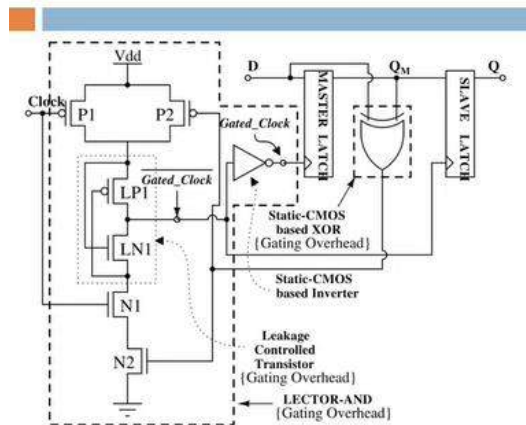 Vdd
Clock
P1
P2
D
Q_M
Q
MASTER LATCH
SLAVE LATCH
Gated_Clock
Gated_Clock
LP1
LN1
N1
N2
Static-CMOS
based XOR
{Gating Overhead}
Static-CMOS
based Inverter
Leakage
Controlled
Transistor
{Gating Overhead}
LECTOR-AND
{Gating Overhead}